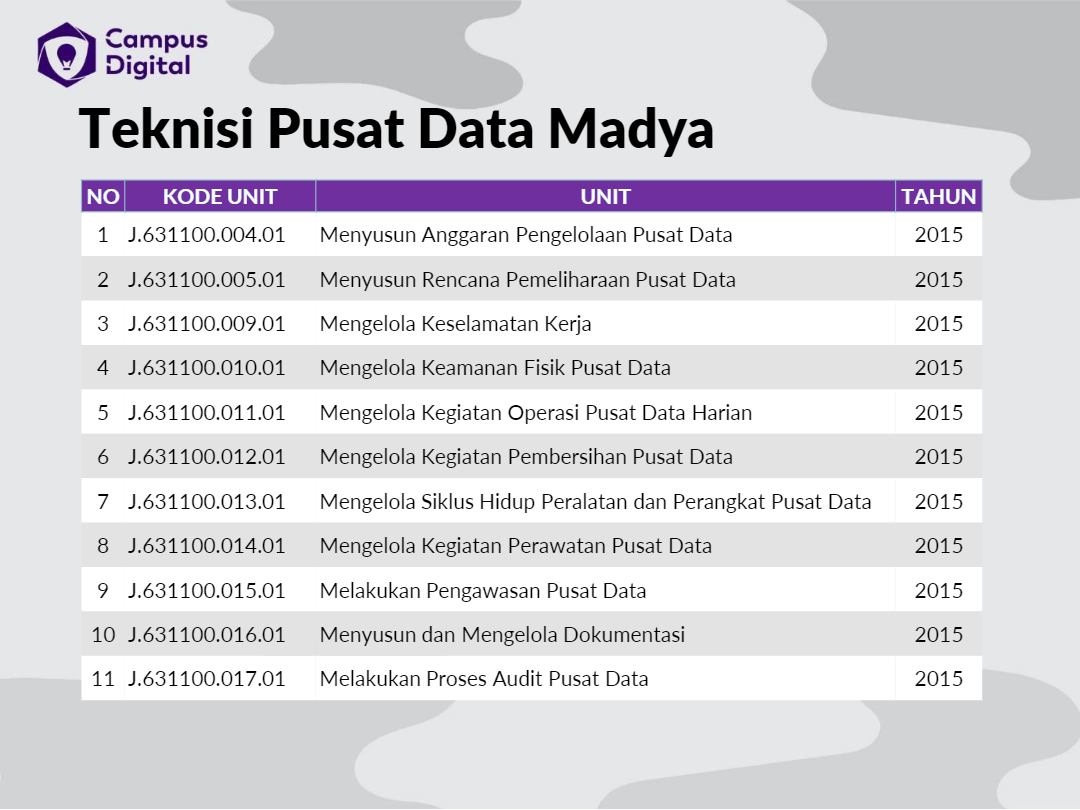 Campus
Digital
Teknisi Pusat Data Madya
NO KODE UNIT UNIT TAHUN
1 J.631100.004.01 Menyusun Anggaran Pengelolaan Pusat Data 2015
2 J.631100.005.01 Menyusun Rencana Pemeliharaan Pusat Data 2015
3 J.631100.009.01 Mengelola Keselamatan Kerja 2015
4 J.631100.010.01 Mengelola Keamanan Fisik Pusat Data 2015
5 J.631100.011.01 Mengelola Kegiatan Operasi Pusat Data Harian 2015
6 J.631100.012.01 Mengelola Kegiatan Pembersihan Pusat Data 2015
7 J.631100.013.01 Mengelola Siklus Hidup Peralatan dan Perangkat Pusat Data 2015
8 J.631100.014.01 Mengelola Kegiatan Perawatan Pusat Data 2015
9 J.631100.015.01 Melakukan Pengawasan Pusat Data 2015
10 J.631100.016.01 Menyusun dan Mengelola Dokumentasi 2015
11 J.631100.017.01 Melakukan Proses Audit Pusat Data 2015